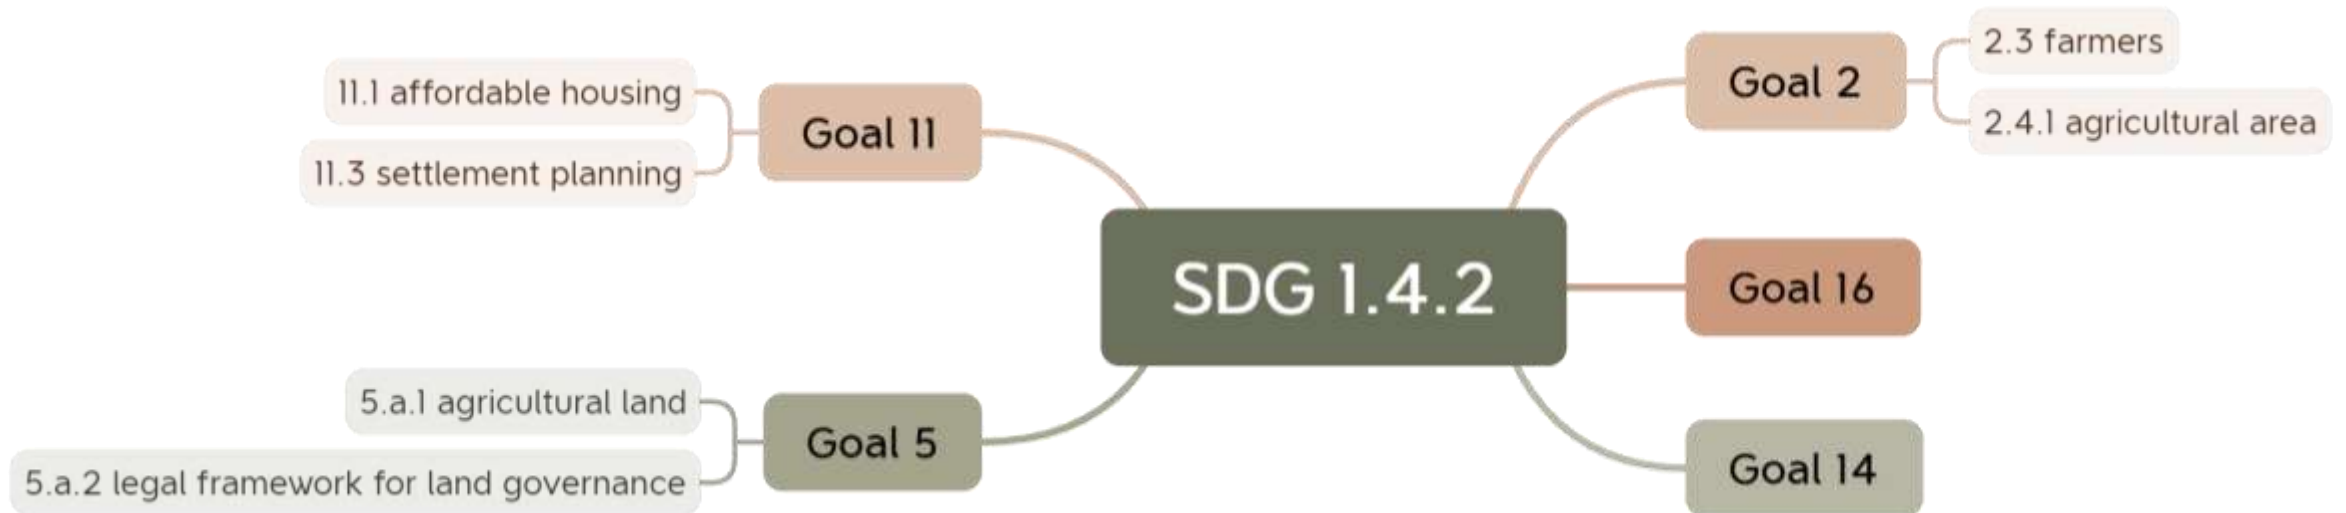 11.1 affordable housing
11.3 settlement planning
Goal 11
5.a.1 agricultural land
5.a.2 legal framework for land governance
Goal 5
SDG 1.4.2
Goal 2
2.3 farmers
2.4.1 agricultural area
Goal 16
Goal 14